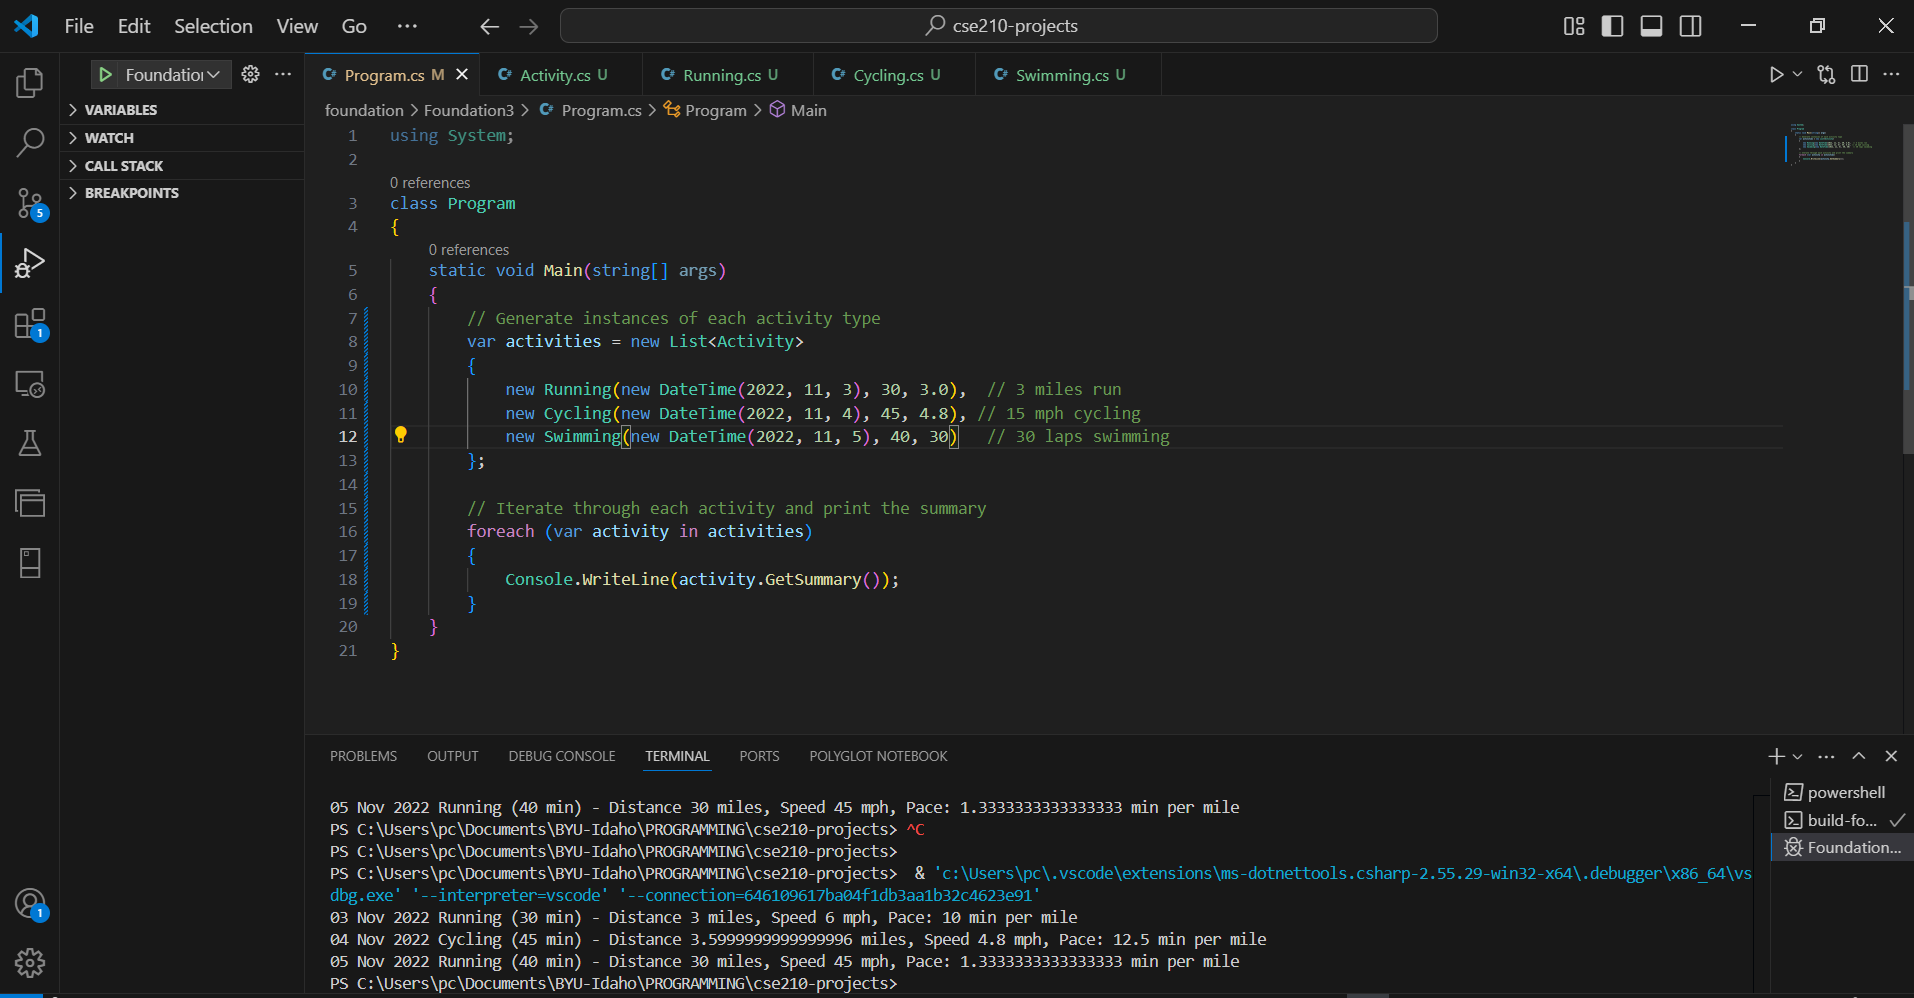 File Edit Selection View Go ··· cse210-projects
Foundatio ···
Program.cs M Activity.cs U Running.cs U Cycling.cs U Swimming.cs U ···
VARIABLES
WATCH
CALL STACK
BREAKPOINTS
5
1
1
foundation > Foundation3 > Program.cs > Program > Main
1 using System;
2
0 references
3 class Program
4 {
0 references
5 static void Main(string[] args)
6 {
7 // Generate instances of each activity type
8 var activities = new List<Activity>
9 {
10 new Running(new DateTime(2022, 11, 3), 30, 3.0), // 3 miles run
11 new Cycling(new DateTime(2022, 11, 4), 45, 4.8), // 15 mph cycling
12 new Swimming(new DateTime(2022, 11, 5), 40, 30) // 30 laps swimming
13 };
14
15 // Iterate through each activity and print the summary
16 foreach (var activity in activities)
17 {
18 Console.WriteLine(activity.GetSummary());
19 }
20 }
21 }
PROBLEMS OUTPUT DEBUG CONSOLE TERMINAL PORTS POLYGLOT NOTEBOOK
05 Nov 2022 Running (40 min) - Distance 30 miles, Speed 45 mph, Pace: 1.3333333333333333 min per mile
PS C:\Users\pc\Documents\BYU-Idaho\PROGRAMMING\cse210-projects> ^C
PS C:\Users\pc\Documents\BYU-Idaho\PROGRAMMING\cse210-projects>
PS C:\Users\pc\Documents\BYU-Idaho\PROGRAMMING\cse210-projects> & 'c:\Users\pc\.vscode\extensions\ms-dotnettools.csharp-2.55.29-win32-x64\.debugger\x86_64\vs
dbg.exe' '--interpreter=vscode' '--connection=646109617ba04f1db3aa1b32c4623e91'
03 Nov 2022 Running (30 min) - Distance 3 miles, Speed 6 mph, Pace: 10 min per mile
04 Nov 2022 Cycling (45 min) - Distance 3.5999999999999996 miles, Speed 4.8 mph, Pace: 12.5 min per mile
05 Nov 2022 Running (40 min) - Distance 30 miles, Speed 45 mph, Pace: 1.3333333333333333 min per mile
PS C:\Users\pc\Documents\BYU-Idaho\PROGRAMMING\cse210-projects>
powershell
build-fo...
Foundation...